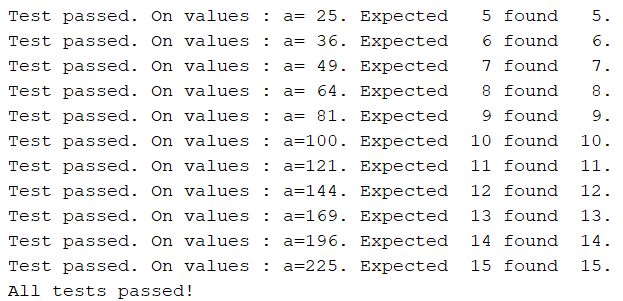 Test passed. On values : a= 25. Expected   5 found   5.
Test passed. On values : a= 36. Expected   6 found   6.
Test passed. On values : a= 49. Expected   7 found   7.
Test passed. On values : a= 64. Expected   8 found   8.
Test passed. On values : a= 81. Expected   9 found   9.
Test passed. On values : a=100. Expected  10 found  10.
Test passed. On values : a=121. Expected  11 found  11.
Test passed. On values : a=144. Expected  12 found  12.
Test passed. On values : a=169. Expected  13 found  13.
Test passed. On values : a=196. Expected  14 found  14.
Test passed. On values : a=225. Expected  15 found  15.
All tests passed!